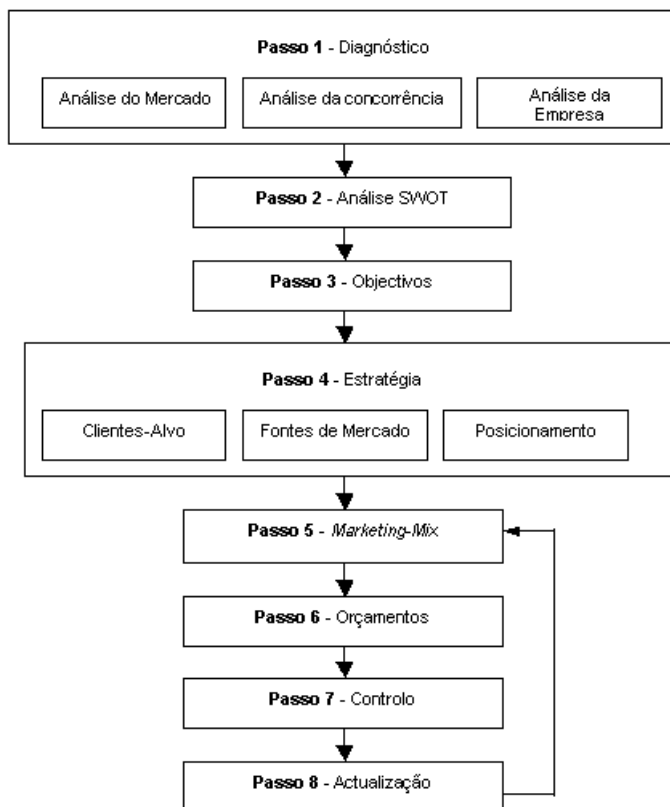 Passo 1 - Diagnóstico
Análise do Mercado
Análise da concorrência
Análise da
Empresa
Passo 2 - Análise SWOT
Passo 3 - Objectivos
Passo 4 - Estratégia
Clientes-Alvo
Fontes de Mercado
Posicionamento
Passo 5 - Marketing-Mix
Passo 6 - Orçamentos
Passo 7 - Controlo
Passo 8 - Actualização